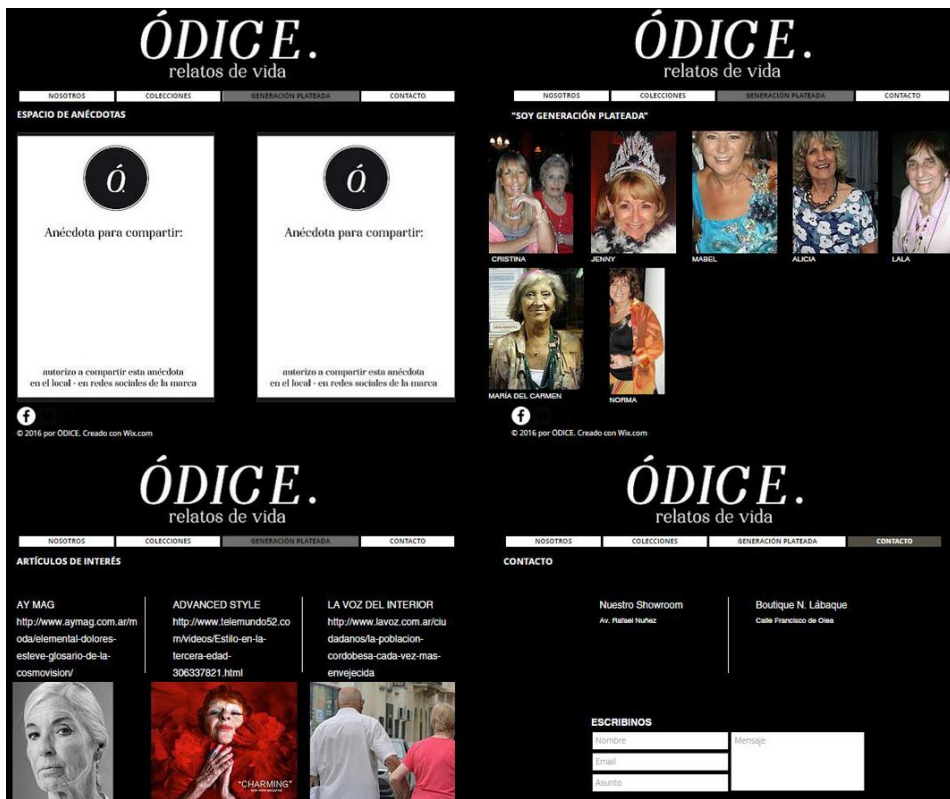 ÓDICE.
relatos de vida
NOSOTROS
COLECCIONES
GENERACIÓN PLATEADA
CONTACTO
ESPACIO DE ANÉCDOTAS
Ó.
Anécdota para compartir:
autorizo a compartir esta anécdota
en el local - en redes sociales de la marca
Ó.
Anécdota para compartir:
autorizo a compartir esta anécdota
en el local - en redes sociales de la marca
© 2016 por ÓDICE. Creado con Wix.com
ÓDICE.
relatos de vida
NOSOTROS
COLECCIONES
GENERACIÓN PLATEADA
CONTACTO
"SOY GENERACIÓN PLATEADA"
CRISTINA
JENNY
MABEL
ALICIA
LALA
MARÍA DEL CARMEN
NORMA
© 2016 por ÓDICE. Creado con Wix.com
ÓDICE.
relatos de vida
NOSOTROS
COLECCIONES
GENERACIÓN PLATEADA
CONTACTO
ARTÍCULOS DE INTERÉS
AY MAG
http://www.aymag.com.ar/m
oda/elemental-dolores-
esteve-glosario-de-la-
cosmovision/
ADVANCED STYLE
http://www.telemundo52.co
m/videos/Estilo-en-la-
tercera-edad-
306337821.html
"CHARMING"
NEW YORK MAGAZINE
LA VOZ DEL INTERIOR
http://www.lavoz.com.ar/ciu
dadanos/la-poblacion-
cordobesa-cada-vez-mas-
envejecida
ÓDICE.
relatos de vida
NOSOTROS
COLECCIONES
GENERACIÓN PLATEADA
CONTACTO
CONTACTO
Nuestro Showroom
Av. Rafael Nuñez
Boutique N. Lábaque
Calle Francisco de Olea
ESCRIBINOS
Nombre
Email
Asunto
Mensaje